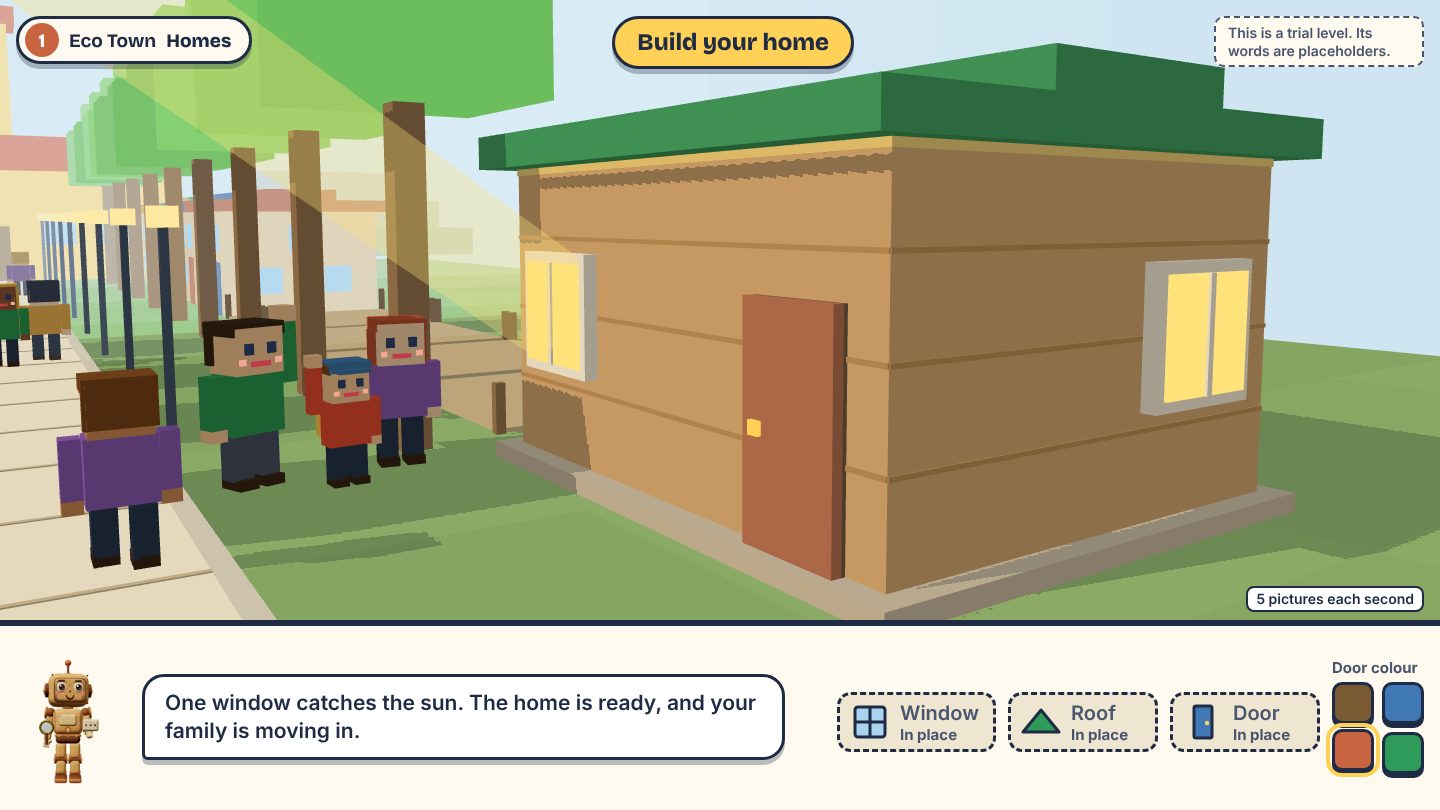 1 Eco Town Homes
Build your home
This is a trial level. Its
words are placeholders.
5 pictures each second
One window catches the sun. The home is ready, and your
family is moving in.
Window
In place
Roof
In place
Door
In place
Door colour